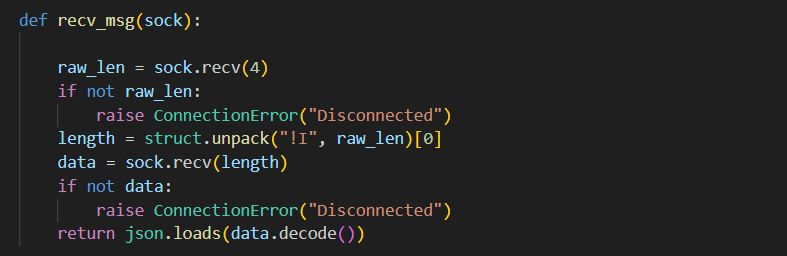 def recv_msg(sock):
raw_len = sock.recv(4)
if not raw_len:
raise ConnectionError("Disconnected")
length = struct.unpack("!I", raw_len)[0]
data = sock.recv(length)
if not data:
raise ConnectionError("Disconnected")
return json.loads(data.decode())